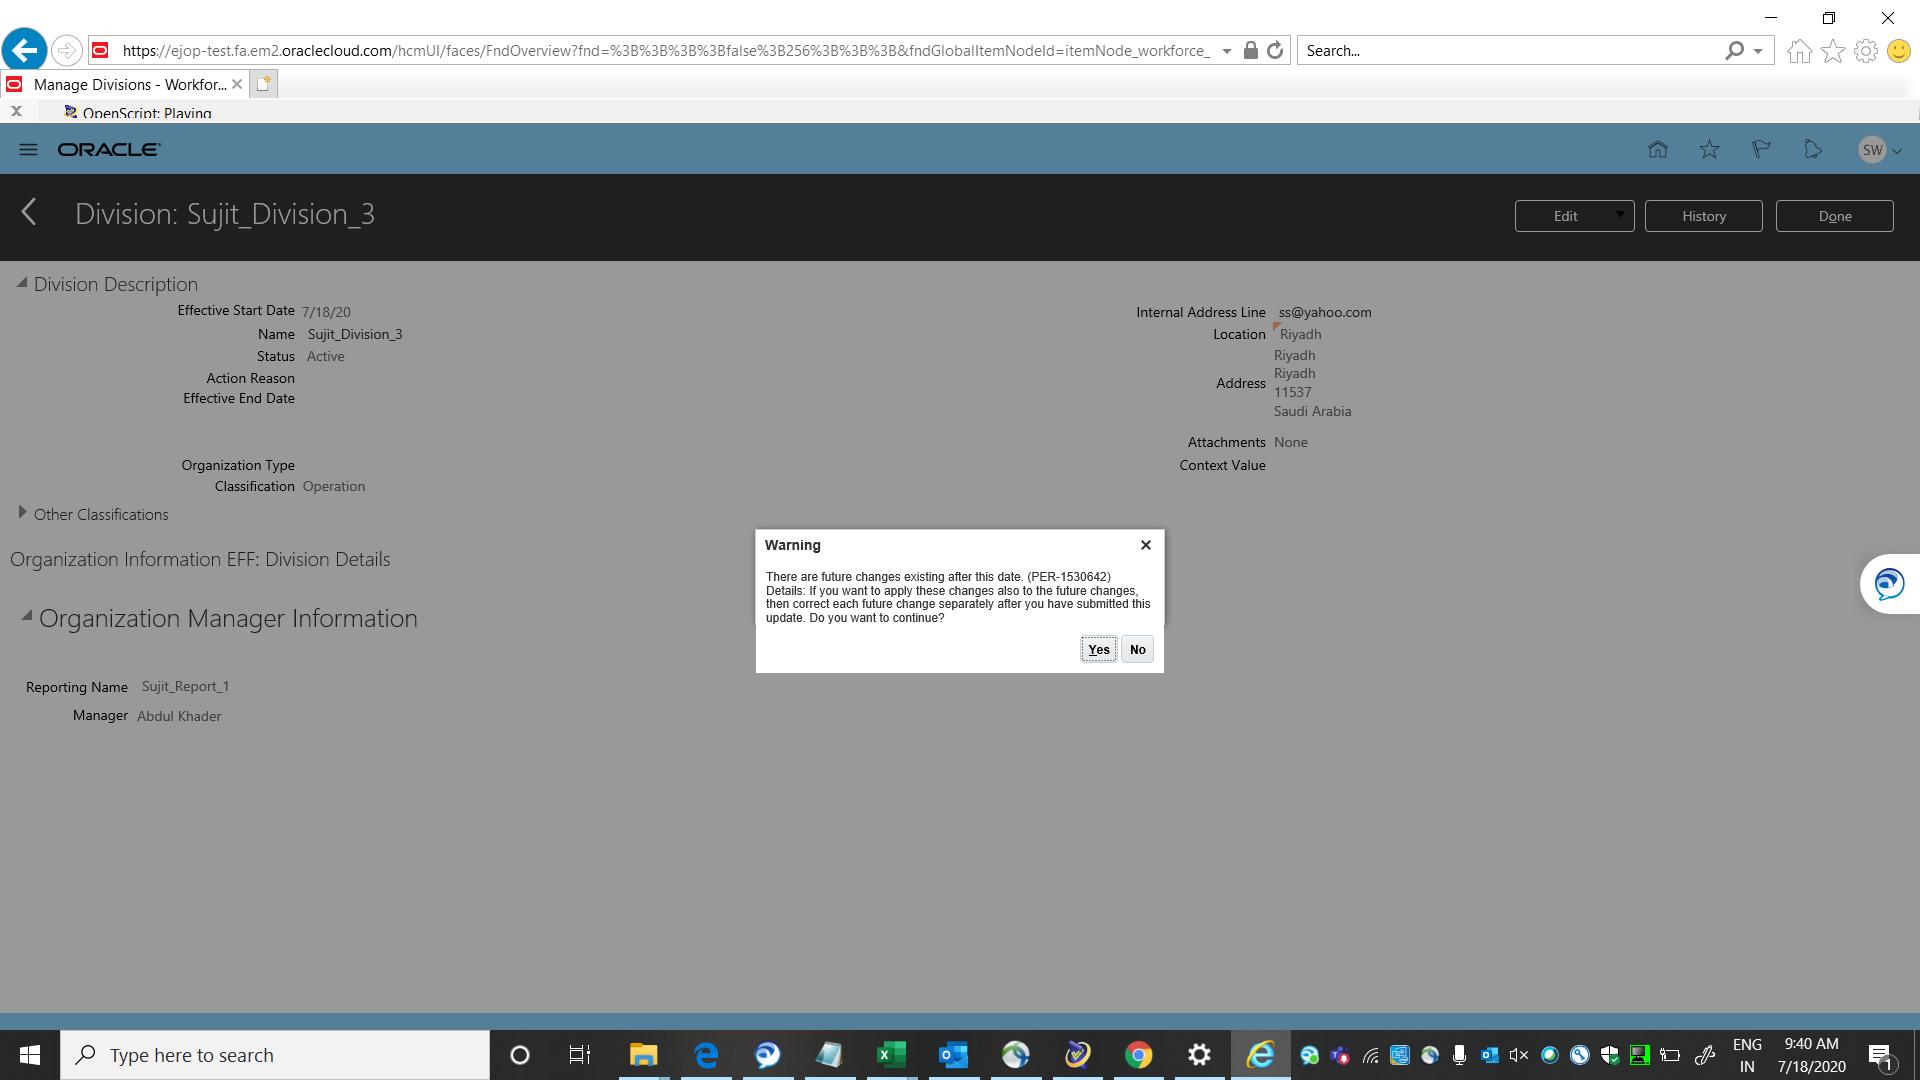 https://ejop-test.fa.em2.oraclecloud.com/hcmUI/faces/FndOverview?fnd=%3B%3B%3B%3Bfalse%3B256%3B%3B%3B&fndGlobalItemNodeId=itemNode_workforce_
Search...
Manage Divisions - Workfor...
X
OpenScript: Playing
ORACLE
SW
Division: Sujit_Division_3
Edit
History
Done
Division Description
Effective Start Date 7/18/20
Name Sujit_Division_3
Status Active
Action Reason
Effective End Date
Organization Type
Classification Operation
Internal Address Line ss@yahoo.com
Location Riyadh
Riyadh
Riyadh
Address
11537
Saudi Arabia
Attachments None
Context Value
Other Classifications
Organization Information EFF: Division Details
Organization Manager Information
Reporting Name Sujit_Report_1
Manager Abdul Khader
Warning
There are future changes existing after this date. (PER-1530642)
Details: If you want to apply these changes also to the future changes,
then correct each future change separately after you have submitted this
update. Do you want to continue?
Yes No
Type here to search
ENG
IN
9:40 AM
7/18/2020
1